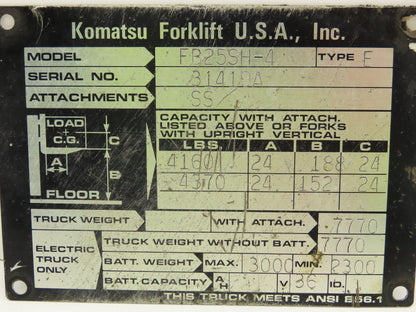 Komatsu Forklift U.S.A., Inc.
MODEL FB25SH-4 TYPE E
SERIAL NO.
ATTACHMENTS SS/
CAPACITY WITH ATTACH.
LISTED ABOVE OR FORKS
WITH UPRIGHT VERTICAL
LOAD
C.G. C
A B
FLOOR
LBS. A B C
4160 24 188 24
4370 24 152 24
TRUCK WEIGHT WITH ATTACH. 7770
ELECTRIC TRUCK ONLY
TRUCK WEIGHT WITHOUT BATT. 7770
BATT. WEIGHT MAX. 3000 MIN. 2300
BATT. CAPACITY AH V 36 ID.
THIS TRUCK MEETS ANSI B56.1